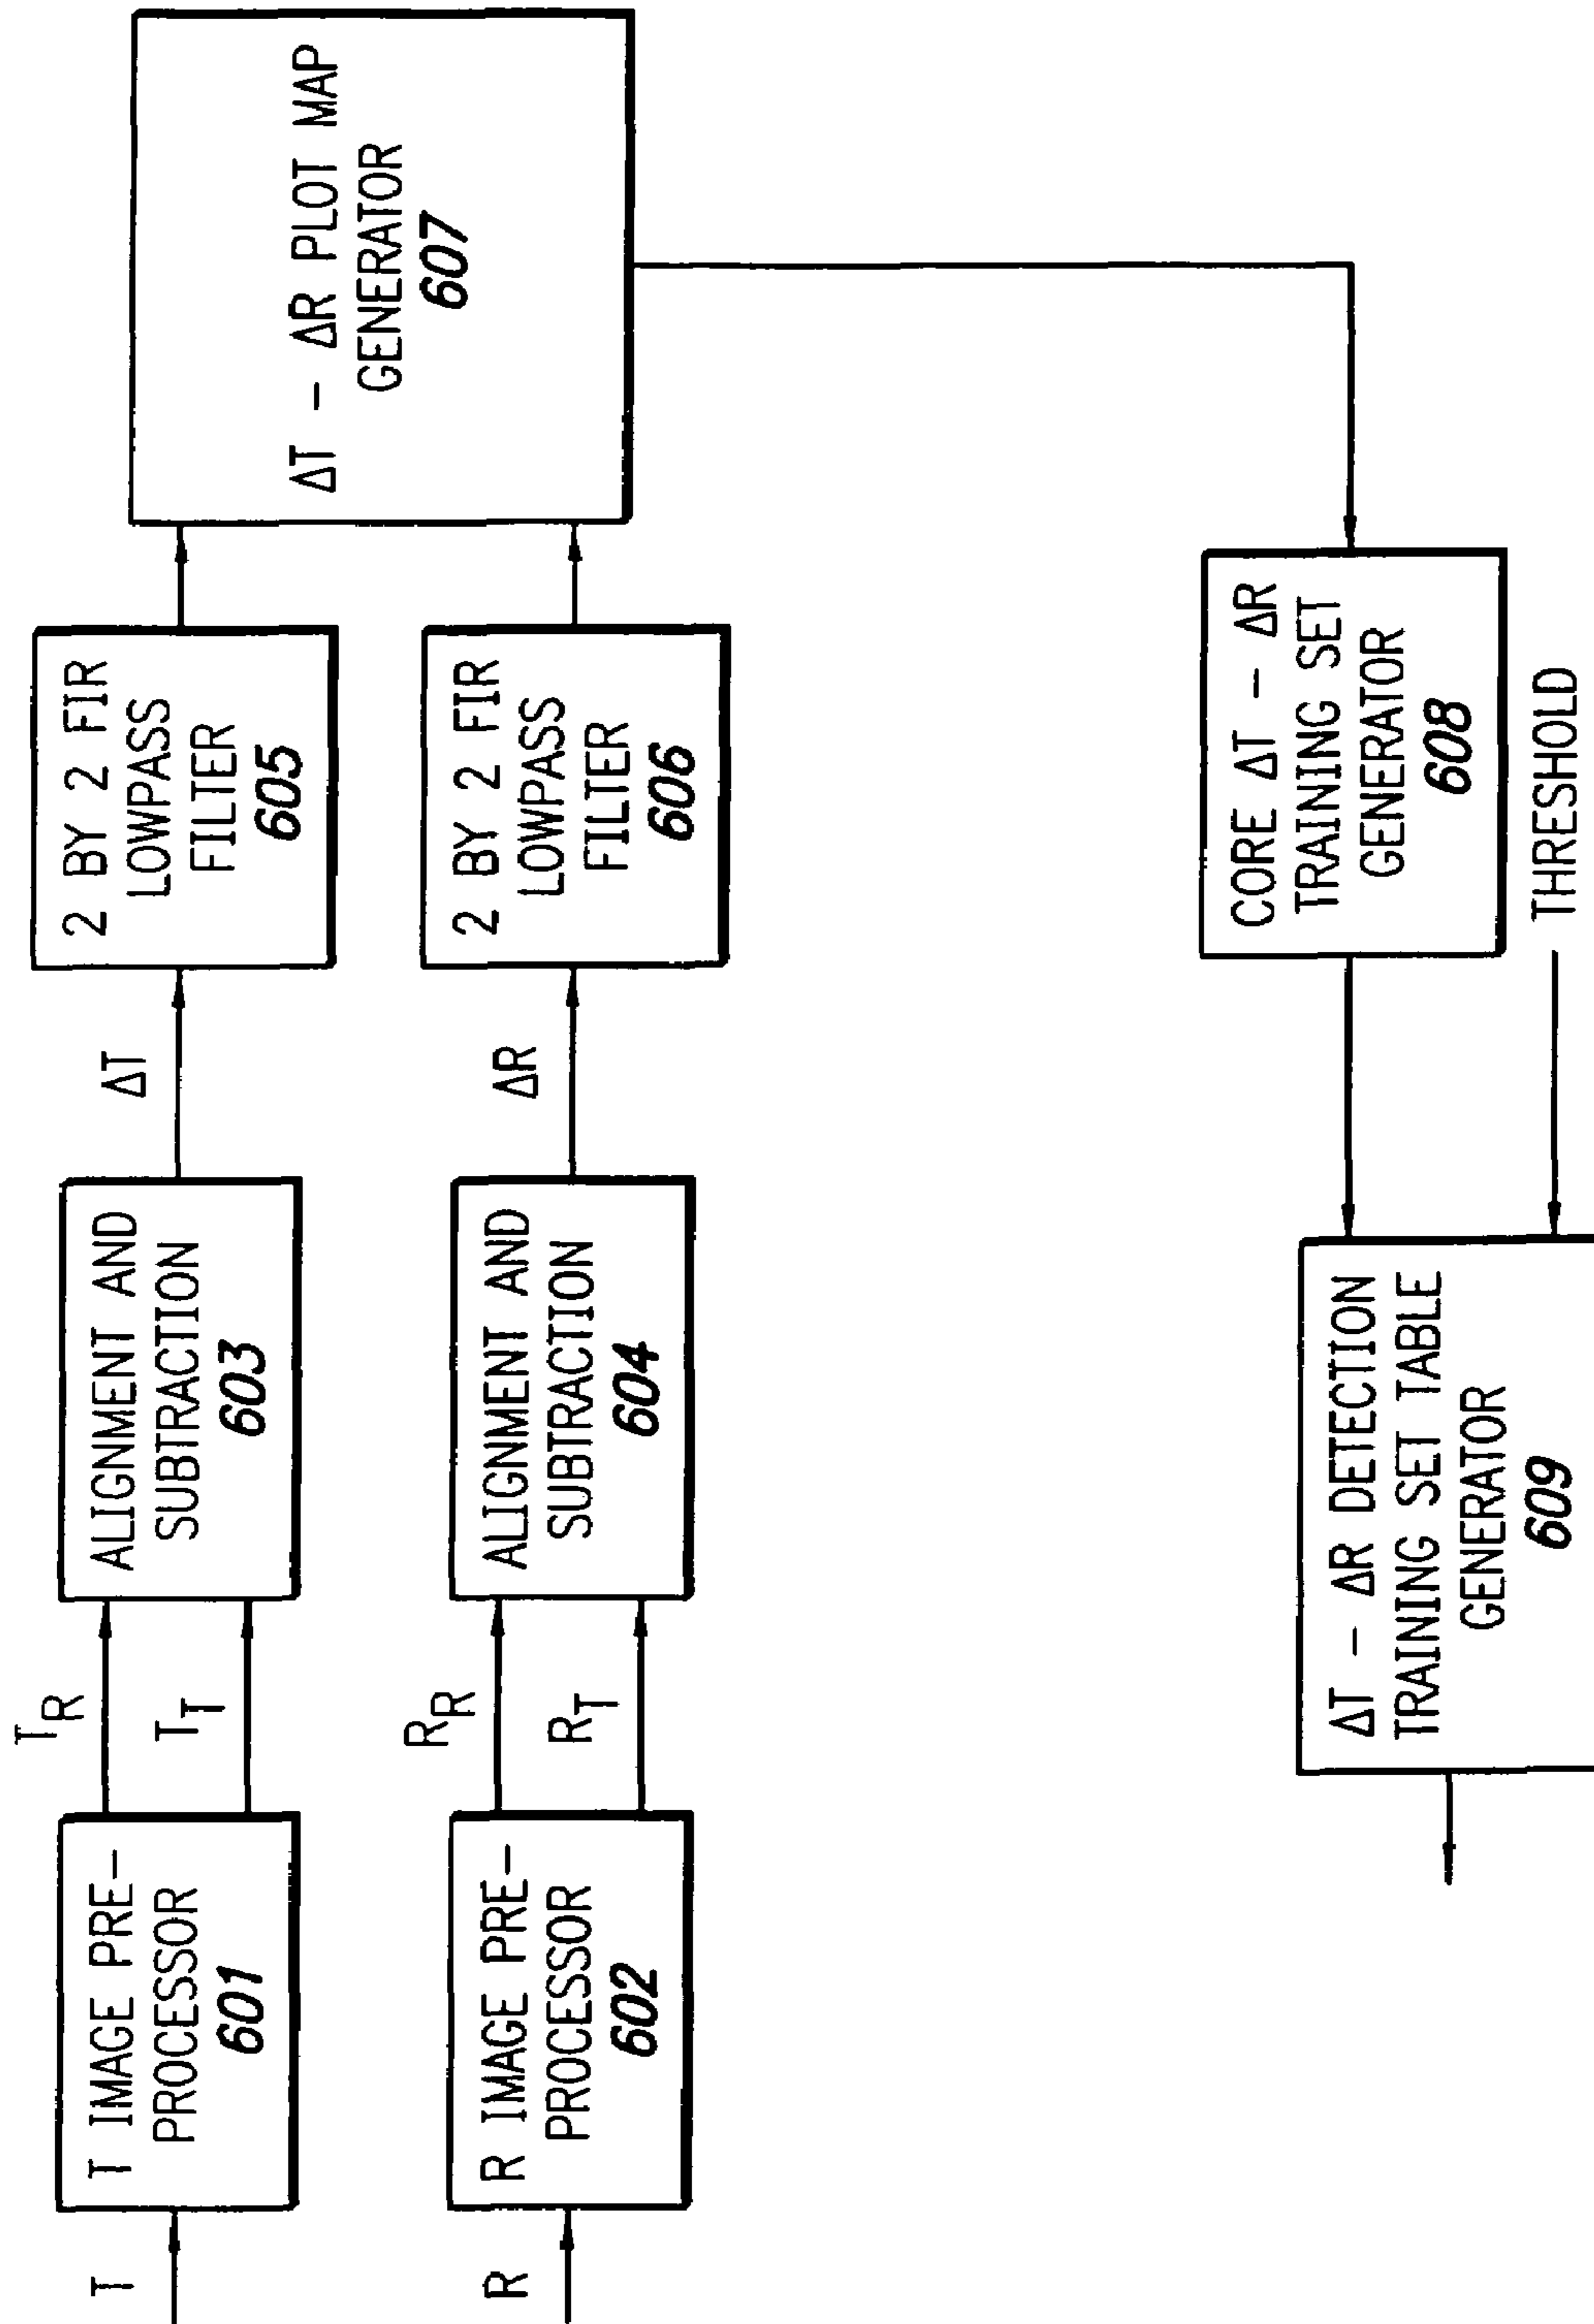 T
T IMAGE PRE-
PROCESSOR
601
T_R
T_T
ALIGNMENT AND
SUBTRACTION
603
ΔT
2 BY 2 FIR
LOWPASS
FILTER
605
R
R IMAGE PRE-
PROCESSOR
602
R_R
R_T
ALIGNMENT AND
SUBTRACTION
604
ΔR
2 BY 2 FIR
LOWPASS
FILTER
606
ΔT - ΔR PLOT MAP
GENERATOR
607
CORE ΔT - ΔR
TRAINING SET
GENERATOR
608
THRESHOLD
ΔT - ΔR DETECTION
TRAINING SET TABLE
GENERATOR
609